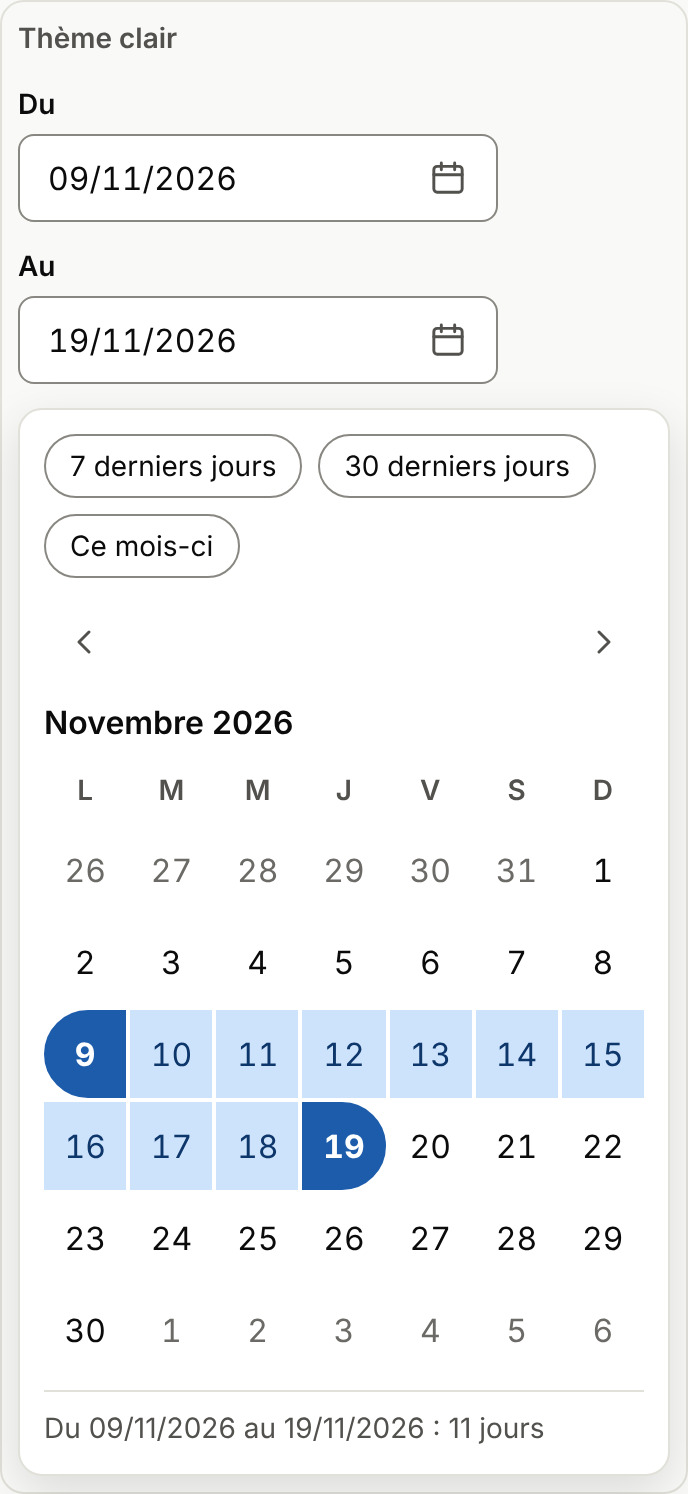 Thème clair
Du
09/11/2026
Au
19/11/2026
7 derniers jours 30 derniers jours
Ce mois-ci
Novembre 2026
L M M J V S D
26 27 28 29 30 31 1
2 3 4 5 6 7 8
9 10 11 12 13 14 15
16 17 18 19 20 21 22
23 24 25 26 27 28 29
30 1 2 3 4 5 6
Du 09/11/2026 au 19/11/2026 : 11 jours